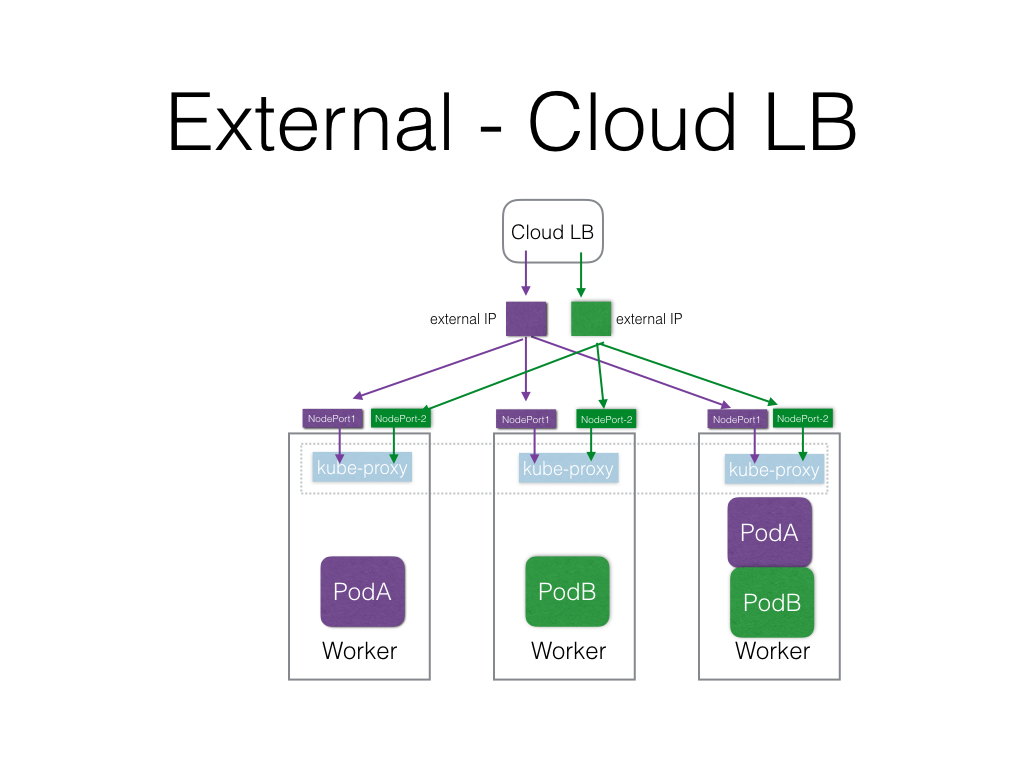 External - Cloud LB
Cloud LB
external IP
external IP
NodePort1
NodePort-2
NodePort1
NodePort-2
NodePort1
NodePort-2
kube-proxy
kube-proxy
kube-proxy
PodA
PodA
PodB
PodB
Worker
Worker
Worker